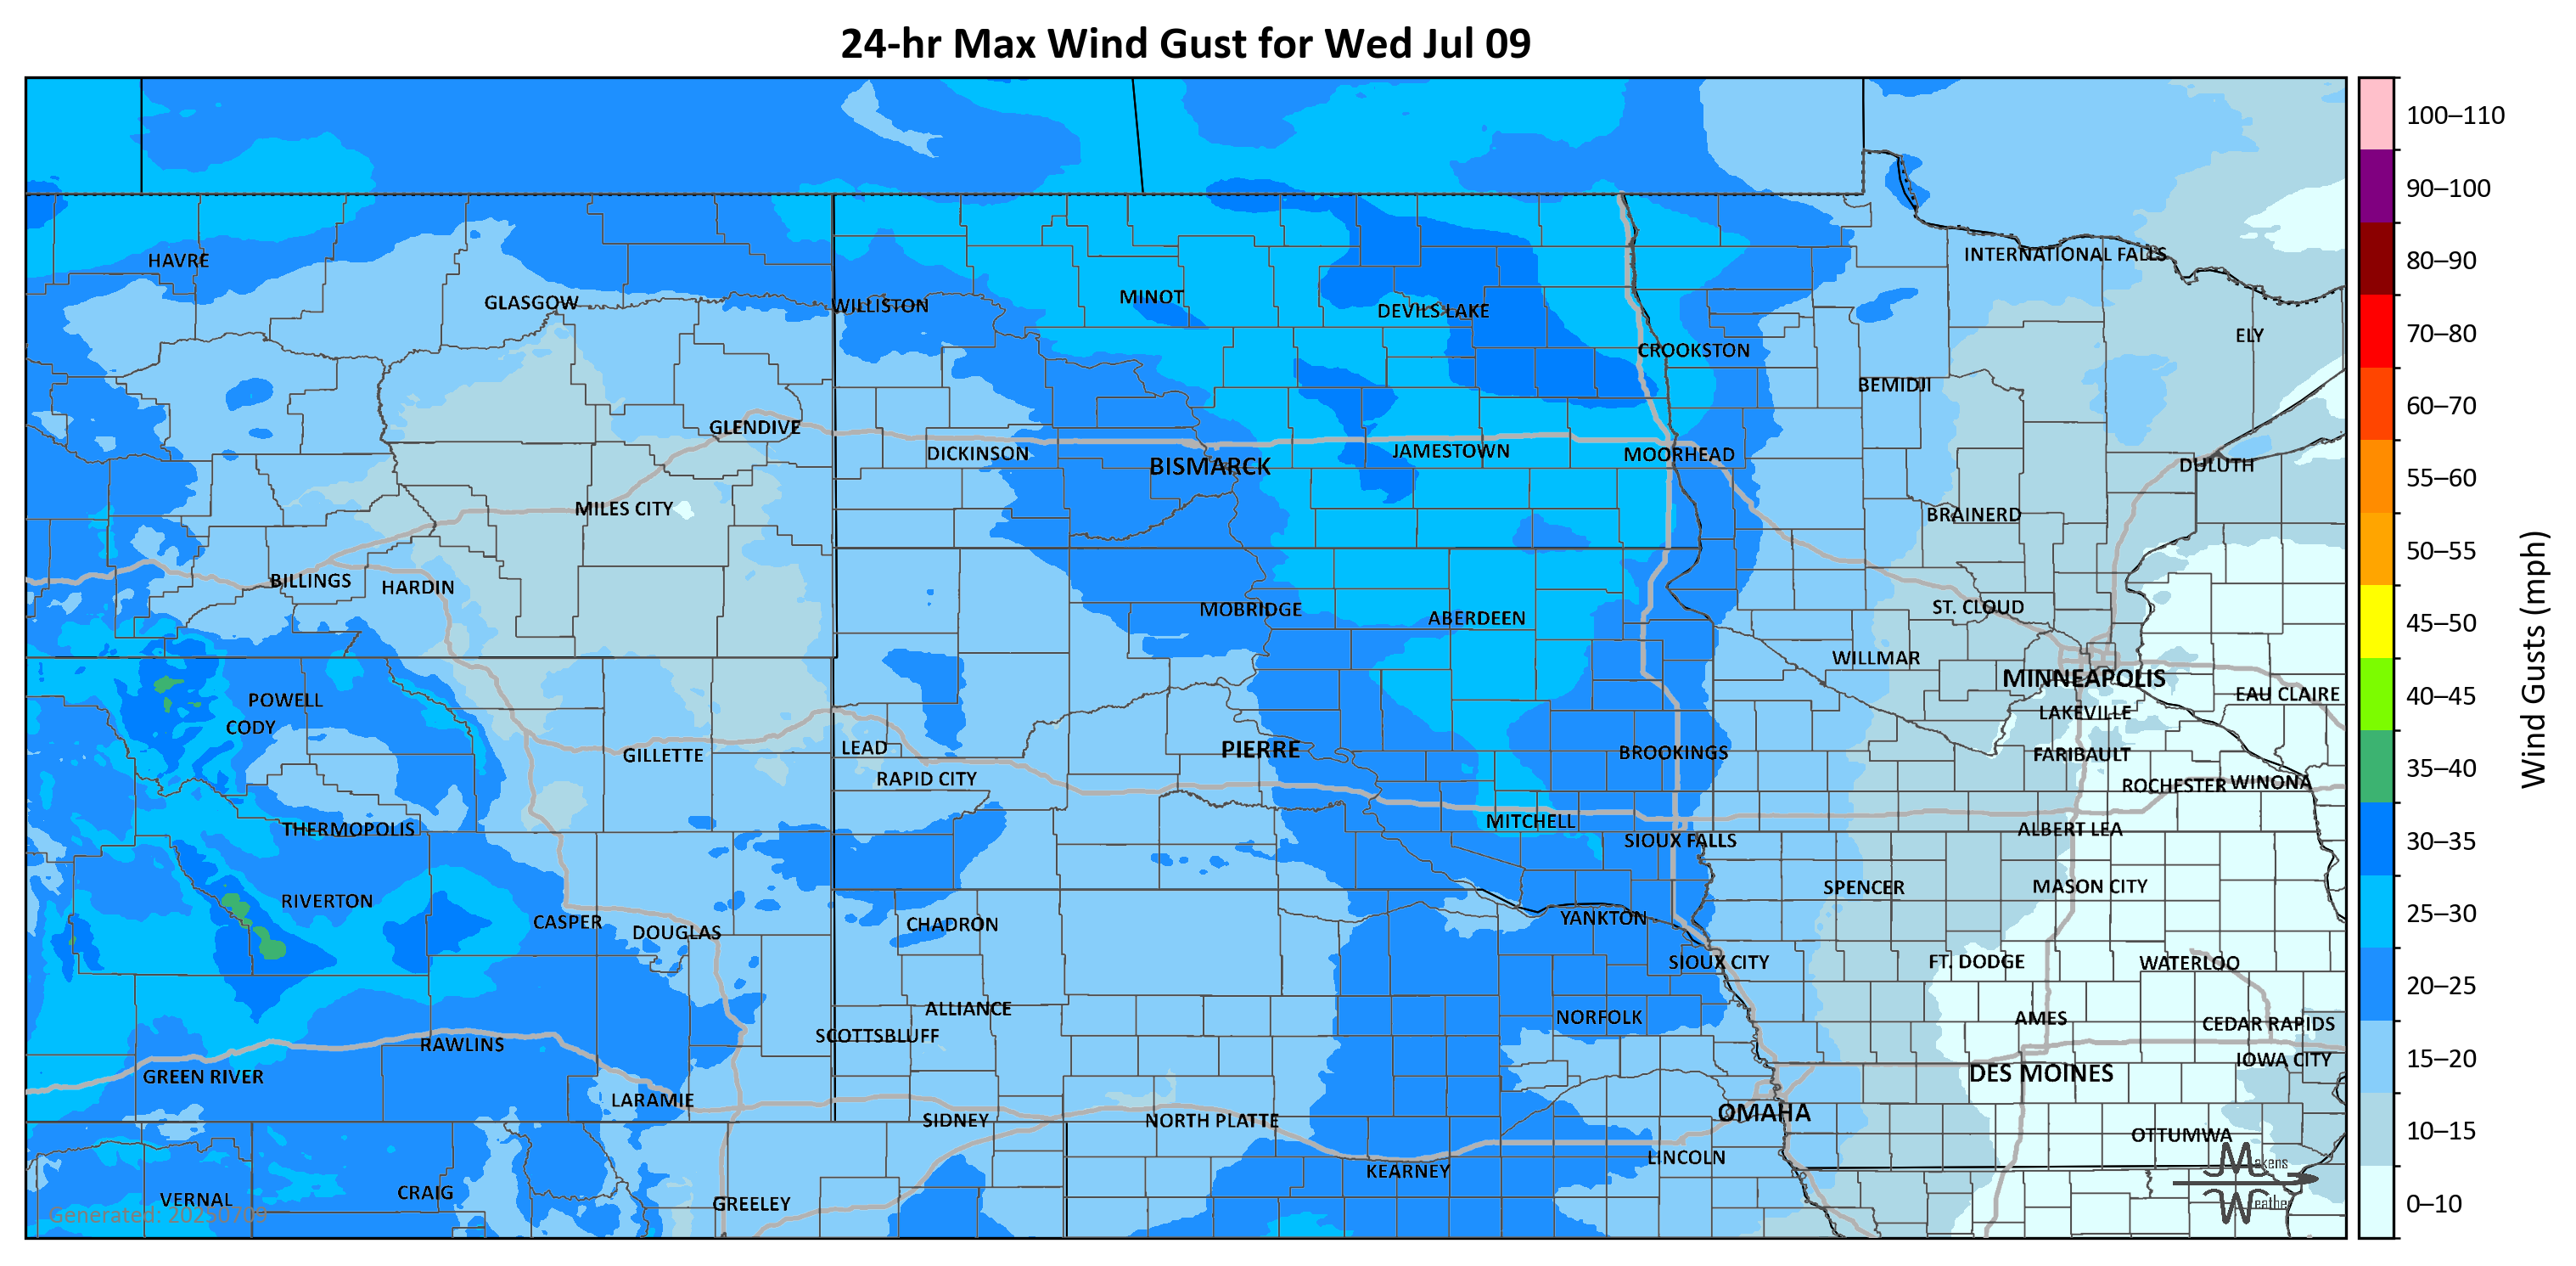 24-hr Max Wind Gust for Wed Jul 09
100–110
90–100
80–90
70–80
60–70
55–60
50–55
45–50
40–45
35–40
30–35
25–30
20–25
15–20
10–15
0–10
Wind Gusts (mph)
HAVRE
INTERNATIONAL FALLS
GLASGOW
WILLISTON
MINOT
DEVILS LAKE
ELY
CROOKSTON
BEMIDJI
GLENDIVE
DICKINSON
BISMARCK
JAMESTOWN
MOORHEAD
DULUTH
MILES CITY
BRAINERD
BILLINGS
HARDIN
MOBRIDGE
ABERDEEN
ST. CLOUD
WILLMAR
MINNEAPOLIS
POWELL
EAU CLAIRE
CODY
LAKEVILLE
GILLETTE
LEAD
PIERRE
BROOKINGS
FARIBAULT
RAPID CITY
ROCHESTER
WINONA
THERMOPOLIS
MITCHELL
ALBERT LEA
SIOUX FALLS
RIVERTON
SPENCER
MASON CITY
CASPER
DOUGLAS
CHADRON
YANKTON
SIOUX CITY
FT. DODGE
WATERLOO
ALLIANCE
NORFOLK
AMES
CEDAR RAPIDS
SCOTTSBLUFF
RAWLINS
IOWA CITY
GREEN RIVER
DES MOINES
LARAMIE
SIDNEY
NORTH PLATTE
OMAHA
OTTUMWA
LINCOLN
KEARNEY
VERNAL
CRAIG
GREELEY
Generated: 20250709
Makens
Weather